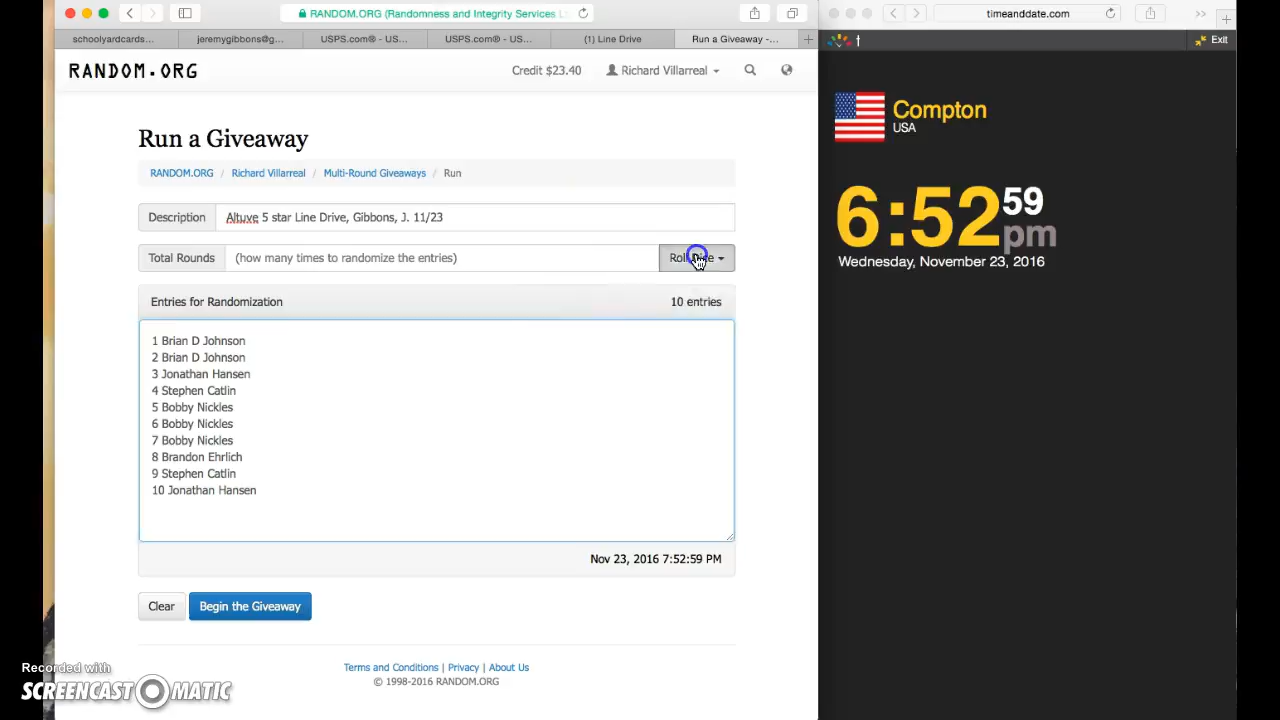 RANDOM.ORG (Randomness and Integrity Services L
timeanddate.com
schoolyardcards...
jeremygibbons@g...
USPS.com® - US...
USPS.com® - US...
(1) Line Drive
Run a Giveaway -...
t
Exit
RANDOM.ORG
Credit $23.40
Richard Villarreal
Compton
USA
Run a Giveaway
RANDOM.ORG / Richard Villarreal / Multi-Round Giveaways / Run
6:52 59 pm
Wednesday, November 23, 2016
Description
Altuve 5 star Line Drive, Gibbons, J. 11/23
Total Rounds
(how many times to randomize the entries)
Entries for Randomization
10 entries
1 Brian D Johnson
2 Brian D Johnson
3 Jonathan Hansen
4 Stephen Catlin
5 Bobby Nickles
6 Bobby Nickles
7 Bobby Nickles
8 Brandon Ehrlich
9 Stephen Catlin
10 Jonathan Hansen
Nov 23, 2016 7:52:59 PM
Clear
Begin the Giveaway
Terms and Conditions | Privacy | About Us
© 1998-2016 RANDOM.ORG
Recorded with
SCREENCAST-O-MATIC